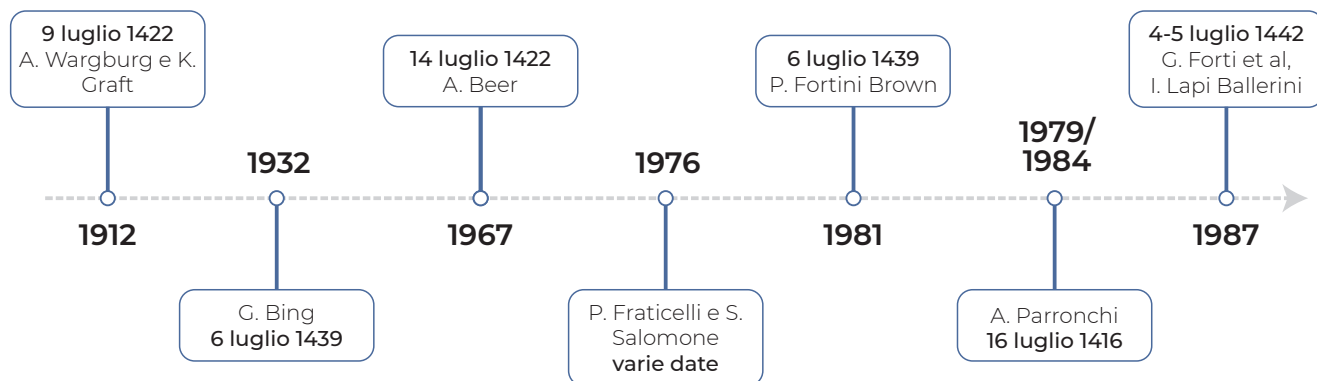 9 luglio 1422
A. Wargburg e K.
Graft
1912
1932
G. Bing
6 luglio 1439
14 luglio 1422
A. Beer
1967
1976
P. Fraticelli e S.
Salomone
varie date
6 luglio 1439
P. Fortini Brown
1981
1979/
1984
A. Parronchi
16 luglio 1416
4-5 luglio 1442
G. Forti et al,
I. Lapi Ballerini
1987